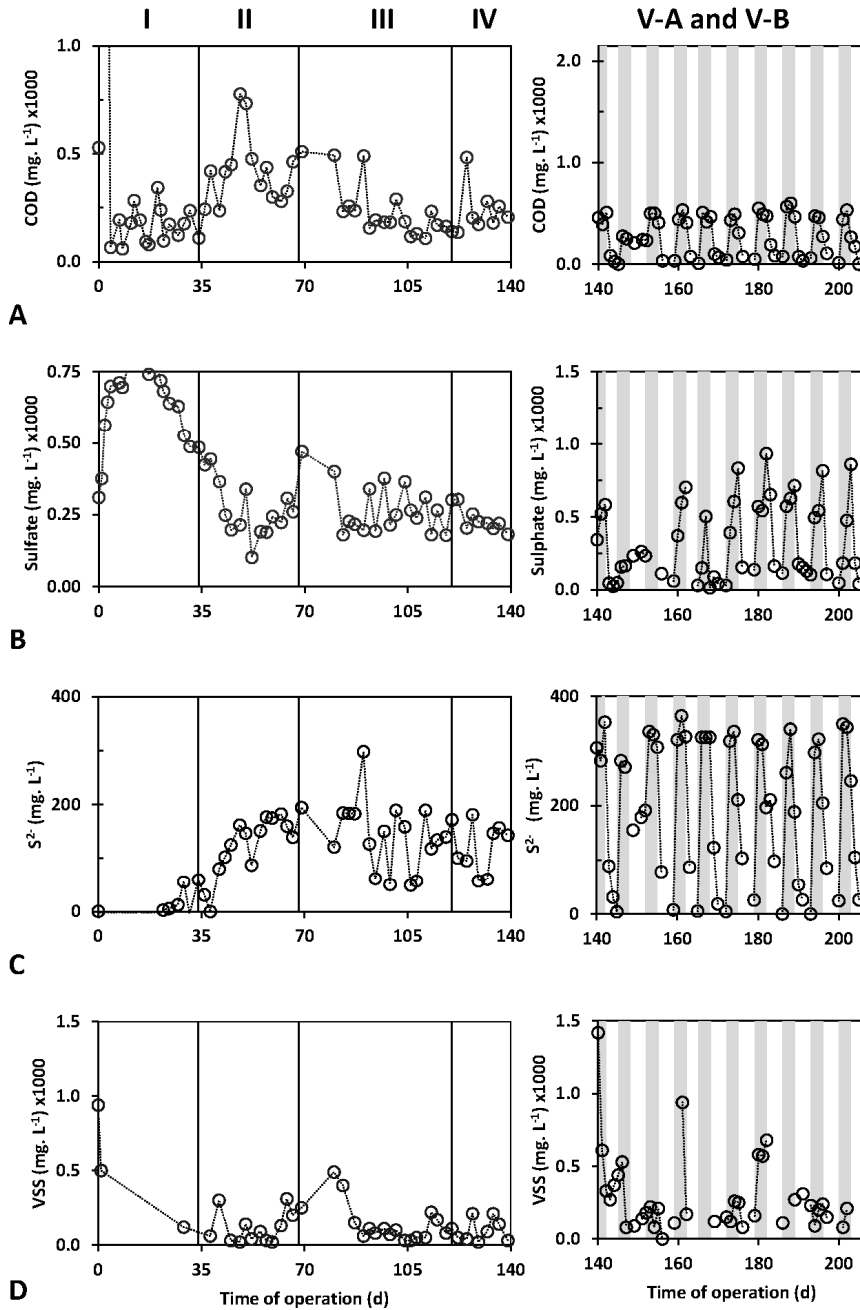 I II III IV V-A and V-B
COD (mg. L⁻¹) x1000
1.0
0.5
0.0
0 35 70 105 140
COD (mg. L⁻¹) x1000
2.0
1.0
0.0
140 160 180 200
A
Sulfate (mg. L⁻¹) x1000
0.75
0.50
0.25
0.00
0 35 70 105 140
Sulphate (mg. L⁻¹) x1000
1.5
1.0
0.5
0.0
140 160 180 200
B
S²⁻ (mg. L⁻¹)
400
200
0
0 35 70 105 140
S²⁻ (mg. L⁻¹)
400
200
0
140 160 180 200
C
VSS (mg. L⁻¹) x1000
1.5
1.0
0.5
0.0
0 35 70 105 140
Time of operation (d)
VSS (mg. L⁻¹) x1000
1.5
1.0
0.5
0.0
140 160 180 200
Time of operation (d)
D